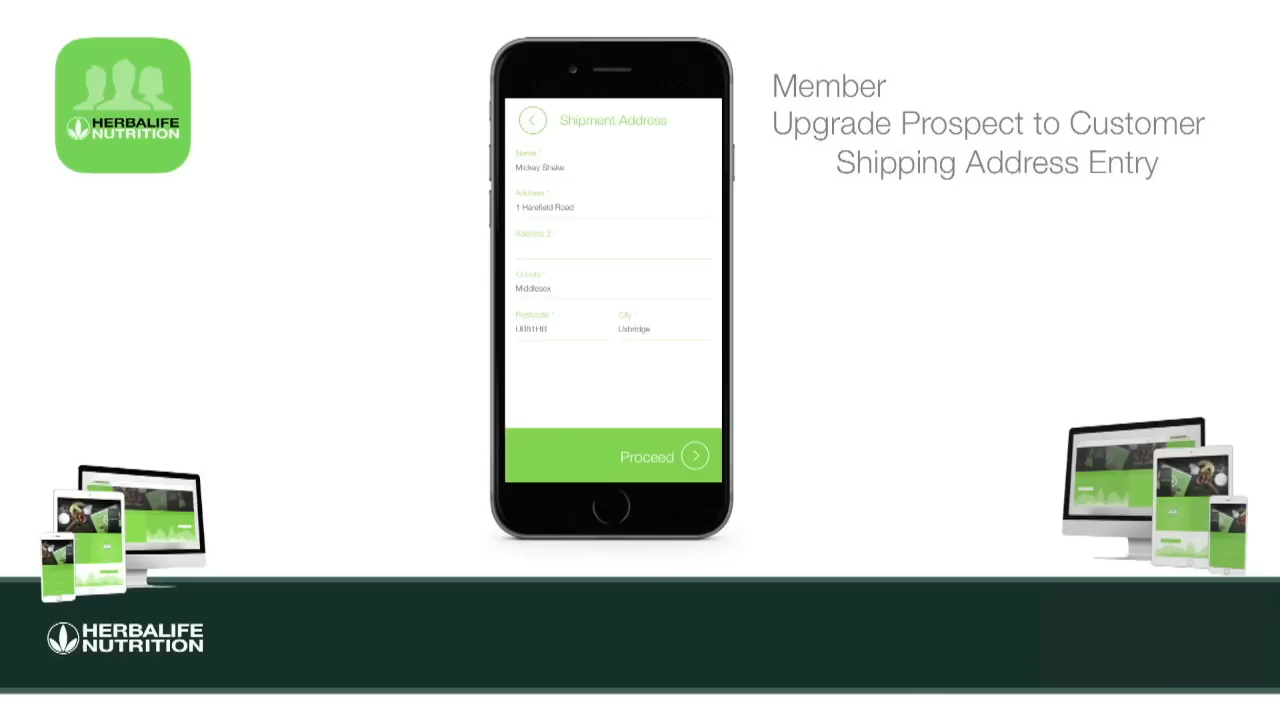 HERBALIFE
NUTRITION
Shipment Address
Name *
Mickey Shake
Address *
1 Harefield Road
Address 2 *
County *
Middlesex
Postcode * City *
UB81HB Uxbridge
Proceed
Member
Upgrade Prospect to Customer
Shipping Address Entry
HERBALIFE
NUTRITION